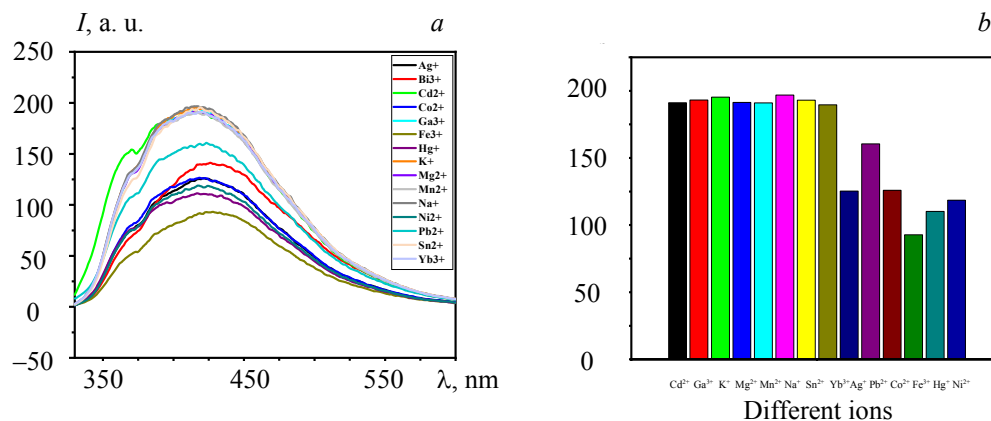 I, a. u. a
250
200
150
100
50
0
–50
350 450 550 λ, nm
Ag+
Bi3+
Cd2+
Co2+
Ga3+
Fe3+
Hg+
K+
Mg2+
Mn2+
Na+
Ni2+
Pb2+
Sn2+
Yb3+
b
200
150
100
50
0
Cd²⁺ Ga³⁺ K⁺ Mg²⁺ Mn²⁺ Na⁺ Sn²⁺ Yb³⁺Ag⁺ Pb²⁺ Co²⁺ Fe³⁺ Hg⁺ Ni²⁺
Different ions